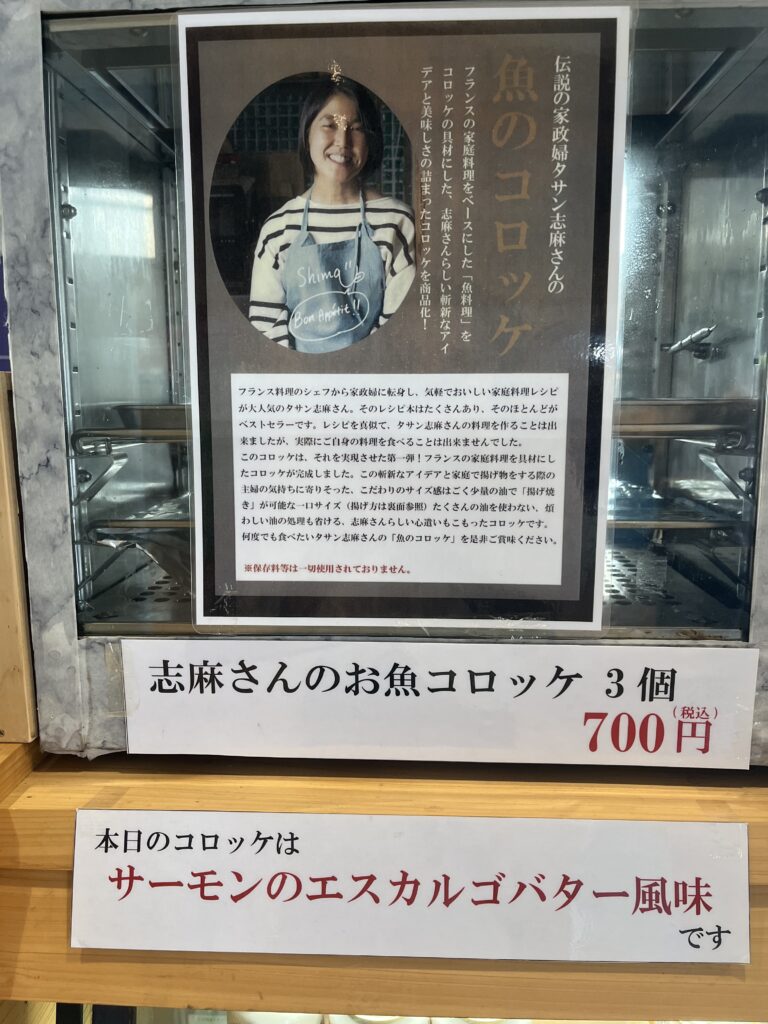 伝説の家政婦タサン志麻さんの
魚のコロッケ
フランスの家庭料理をベースにした「魚料理」を
コロッケの具材にした、志麻さんらしい斬新なアイ
デアと美味しさの詰まったコロッケを商品化！
Shima
Bon Appétit!!
フランス料理のシェフから家政婦に転身し、気軽でおいしい家庭料理レシピ
が大人気のタサン志麻さん。そのレシピ本はたくさんあり、そのほとんどが
ベストセラーです。レシピを真似て、タサン志麻さんの料理を作ることは出
来ましたが、実際にご自身の料理を食べることは出来ませんでした。
このコロッケは、それを実現させた第一弾！フランスの家庭料理を具材にし
たコロッケが完成しました。この斬新なアイデアと家庭で揚げ物をする際の
主婦の気持ちに寄りそった、こだわりのサイズ感はごく少量の油で「揚げ焼
き」が可能な一口サイズ（揚げ方は裏面参照）たくさんの油を使わない、煩
わしい油の処理も省ける、志麻さんらしい心遣いもこもったコロッケです。
何度でも食べたいタサン志麻さんの「魚のコロッケ」を是非ご賞味ください。
※保存料等は一切使用されておりません。
志麻さんのお魚コロッケ 3個
700円(税込)
本日のコロッケは
サーモンのエスカルゴバター風味
です